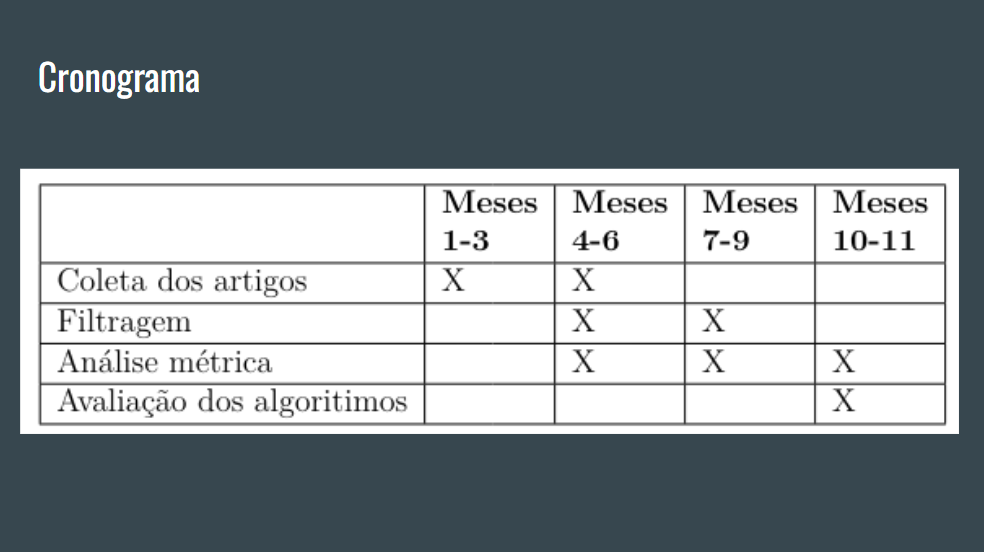 Cronograma
Meses Meses Meses Meses
1-3 4-6 7-9 10-11
Coleta dos artigos X X
Filtragem X X
Análise métrica X X X
Avaliação dos algoritimos X